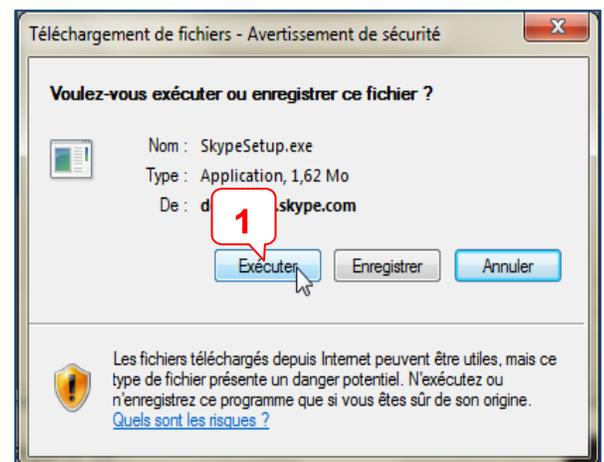 Téléchargement de fichiers - Avertissement de sécurité
Voulez-vous exécuter ou enregistrer ce fichier ?
Nom : SkypeSetup.exe
Type : Application, 1,62 Mo
De : .skype.com
1
Exécuter Enregistrer Annuler
Les fichiers téléchargés depuis Internet peuvent être utiles, mais ce
type de fichier présente un danger potentiel. N'exécutez ou
n'enregistrez ce programme que si vous êtes sûr de son origine.
Quels sont les risques ?